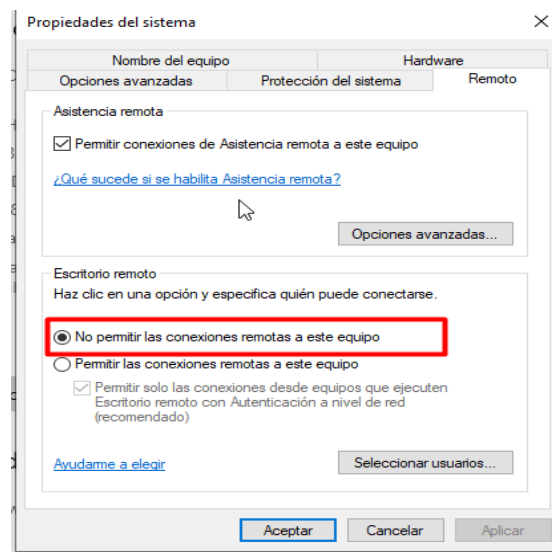 Propiedades del sistema
Nombre del equipo
Hardware
Opciones avanzadas
Protección del sistema
Remoto
Asistencia remota
Permitir conexiones de Asistencia remota a este equipo
¿Qué sucede si se habilita Asistencia remota?
Opciones avanzadas...
Escritorio remoto
Haz clic en una opción y especifica quién puede conectarse.
No permitir las conexiones remotas a este equipo
Permitir las conexiones remotas a este equipo
Permitir solo las conexiones desde equipos que ejecuten
Escritorio remoto con Autenticación a nivel de red
(recomendado)
Ayudarme a elegir
Seleccionar usuarios...
Aceptar
Cancelar
Aplicar